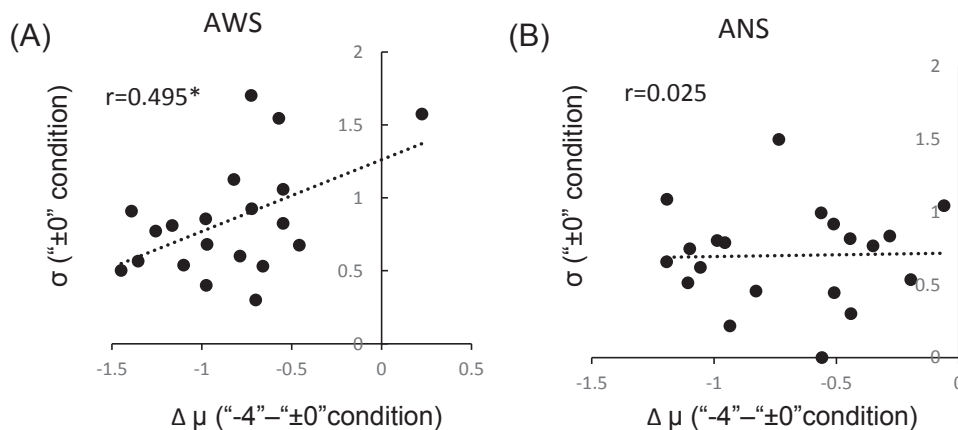 (A)
AWS
r=0.495*
σ (“±0” condition)
2
1.5
1
0.5
0
-1.5
-1
-0.5
0
0.5
Δ μ (“-4”–“±0”condition)
(B)
ANS
r=0.025
σ (“±0” condition)
2
1.5
1
0.5
0
-1.5
-1
-0.5
0
Δ μ (“-4”–“±0”condition)